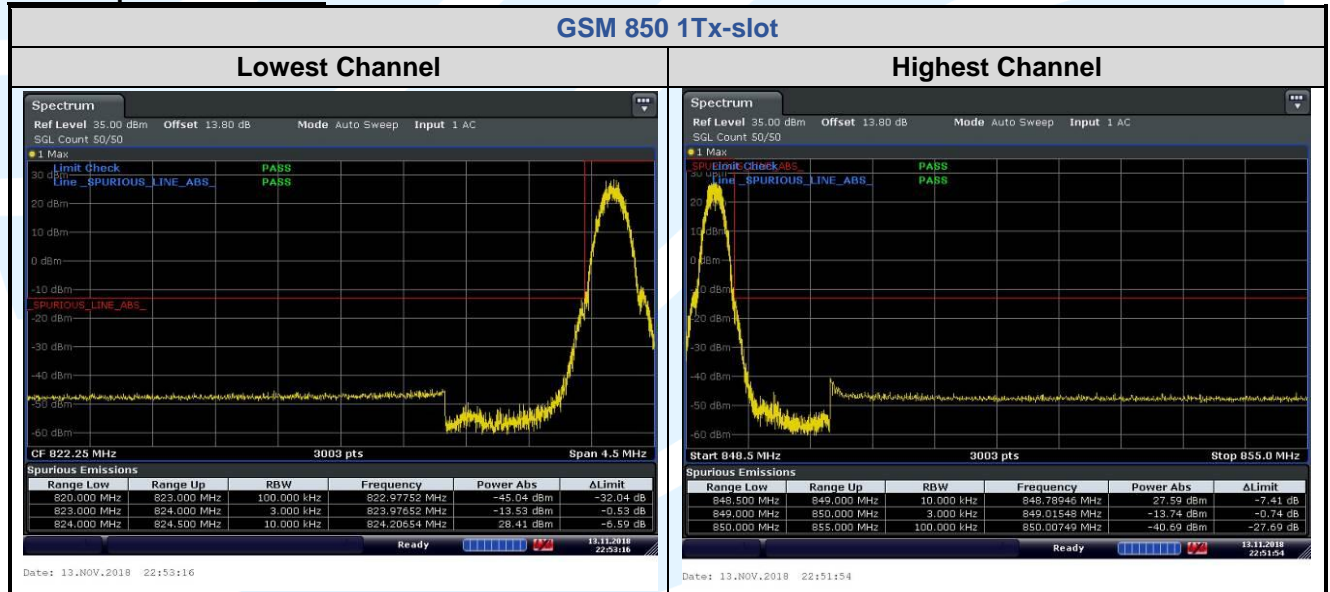 GSM 850 1Tx-slot
Lowest Channel
Highest Channel
Spectrum
Ref Level 35.00 dBm Offset 13.80 dB Mode Auto Sweep Input 1 AC
SGL Count 50/50
1 Max
Limit Check PASS
Line _SPURIOUS_LINE_ABS_ PASS
30 dBm
20 dBm
10 dBm
0 dBm
-10 dBm
_SPURIOUS_LINE_ABS_
-20 dBm
-30 dBm
-40 dBm
-50 dBm
-60 dBm
CF 822.25 MHz 3003 pts Span 4.5 MHz
Spurious Emissions
Range Low Range Up RBW Frequency Power Abs ΔLimit
820.000 MHz 823.000 MHz 100.000 kHz 822.97752 MHz -45.04 dBm -32.04 dB
823.000 MHz 824.000 MHz 3.000 kHz 823.97652 MHz -13.53 dBm -0.53 dB
824.000 MHz 824.500 MHz 10.000 kHz 824.20654 MHz 28.41 dBm -6.59 dB
Ready 13.11.2018
22:53:16
Date: 13.NOV.2018 22:53:16
Spectrum
Ref Level 35.00 dBm Offset 13.80 dB Mode Auto Sweep Input 1 AC
SGL Count 50/50
1 Max
Limit Check PASS
Line _SPURIOUS_LINE_ABS_ PASS
20 dBm
10 dBm
0 dBm
-10 dBm
-20 dBm
-30 dBm
-40 dBm
-50 dBm
-60 dBm
Start 848.5 MHz 3003 pts Stop 855.0 MHz
Spurious Emissions
Range Low Range Up RBW Frequency Power Abs ΔLimit
848.500 MHz 849.000 MHz 10.000 kHz 848.78946 MHz 27.59 dBm -7.41 dB
849.000 MHz 850.000 MHz 3.000 kHz 849.01548 MHz -13.74 dBm -0.74 dB
850.000 MHz 855.000 MHz 100.000 kHz 850.00749 MHz -40.69 dBm -27.69 dB
Ready 13.11.2018
22:51:54
Date: 13.NOV.2018 22:51:54